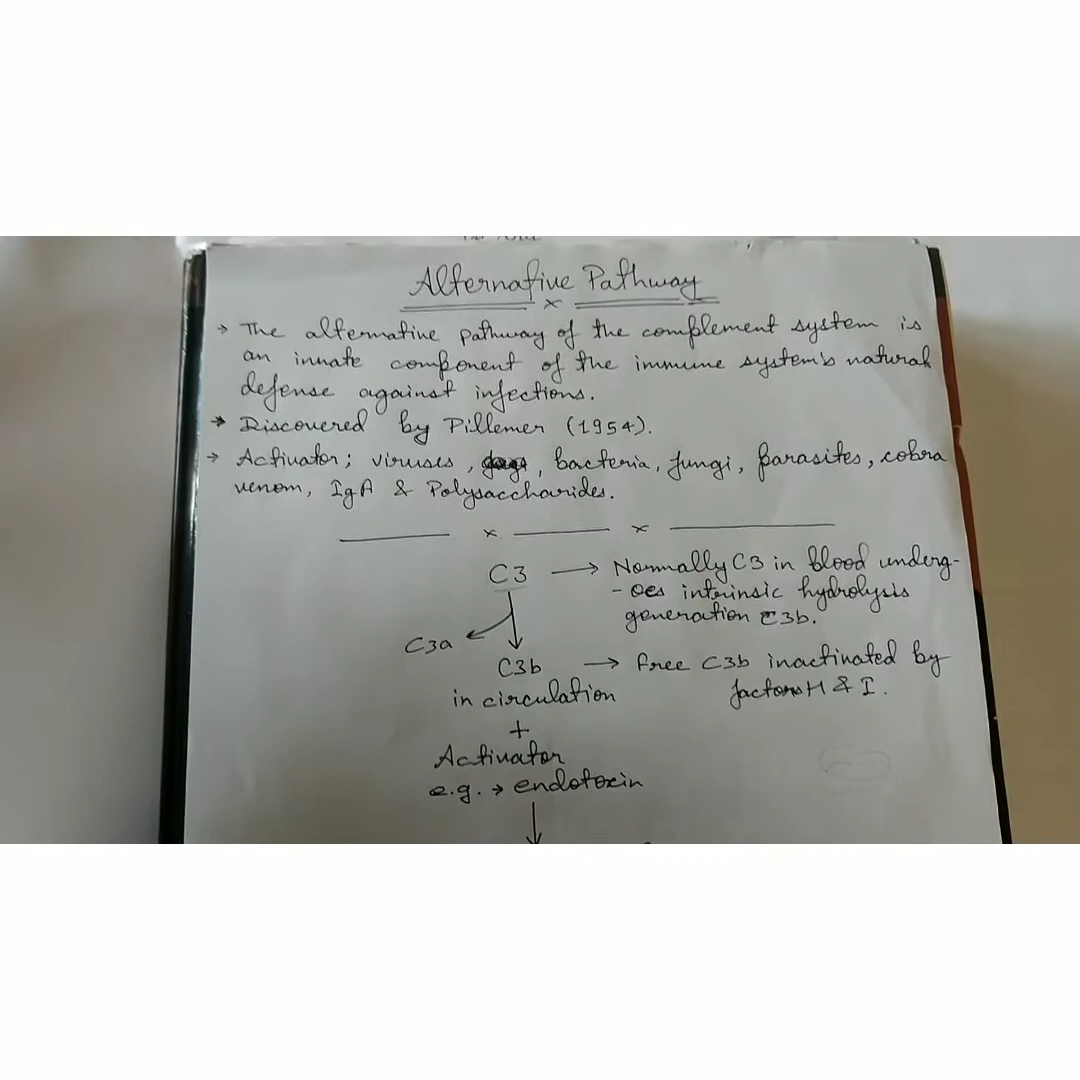 Alternative Pathway
x
→ The alternative pathway of the complement system is
an innate component of the immune system's natural
defense against infections.
→ Discovered by Pillemer (1954).
→ Activator; viruses, , bacteria, fungi, parasites, cobra
venom, IgA & Polysaccharides.
x x
C3 → Normally C3 in blood underg-
- oes intrinsic hydrolysis
generation C3b.
C3a
C3b → free C3b inactivated by
factors H & I.
in circulation
+
Activator
e.g. → endotoxin